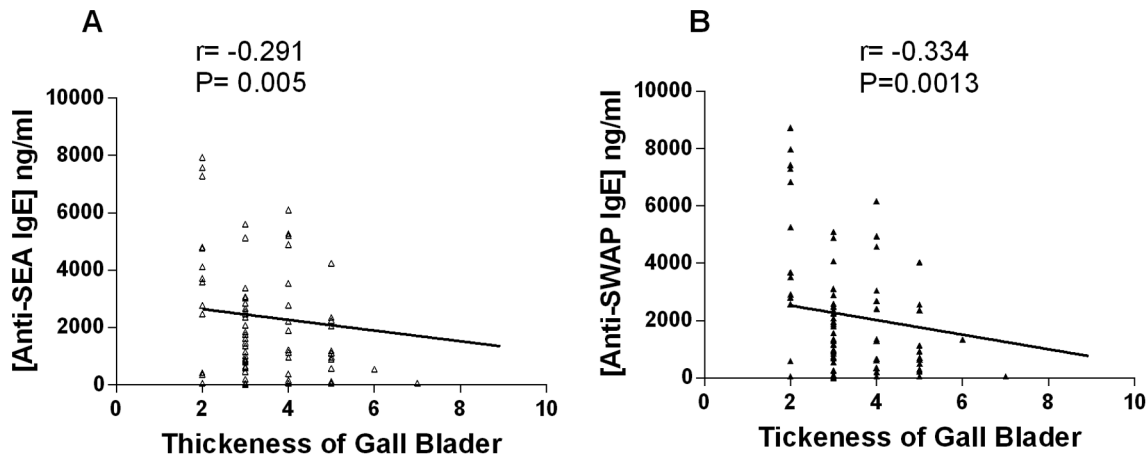 A
r= -0.291
P= 0.005
[Anti-SEA IgE] ng/ml
10000
8000
6000
4000
2000
0
0 2 4 6 8 10
Thickeness of Gall Blader
B
r= -0.334
P=0.0013
[Anti-SWAP IgE] ng/ml
10000
8000
6000
4000
2000
0
0 2 4 6 8 10
Tickeness of Gall Blader